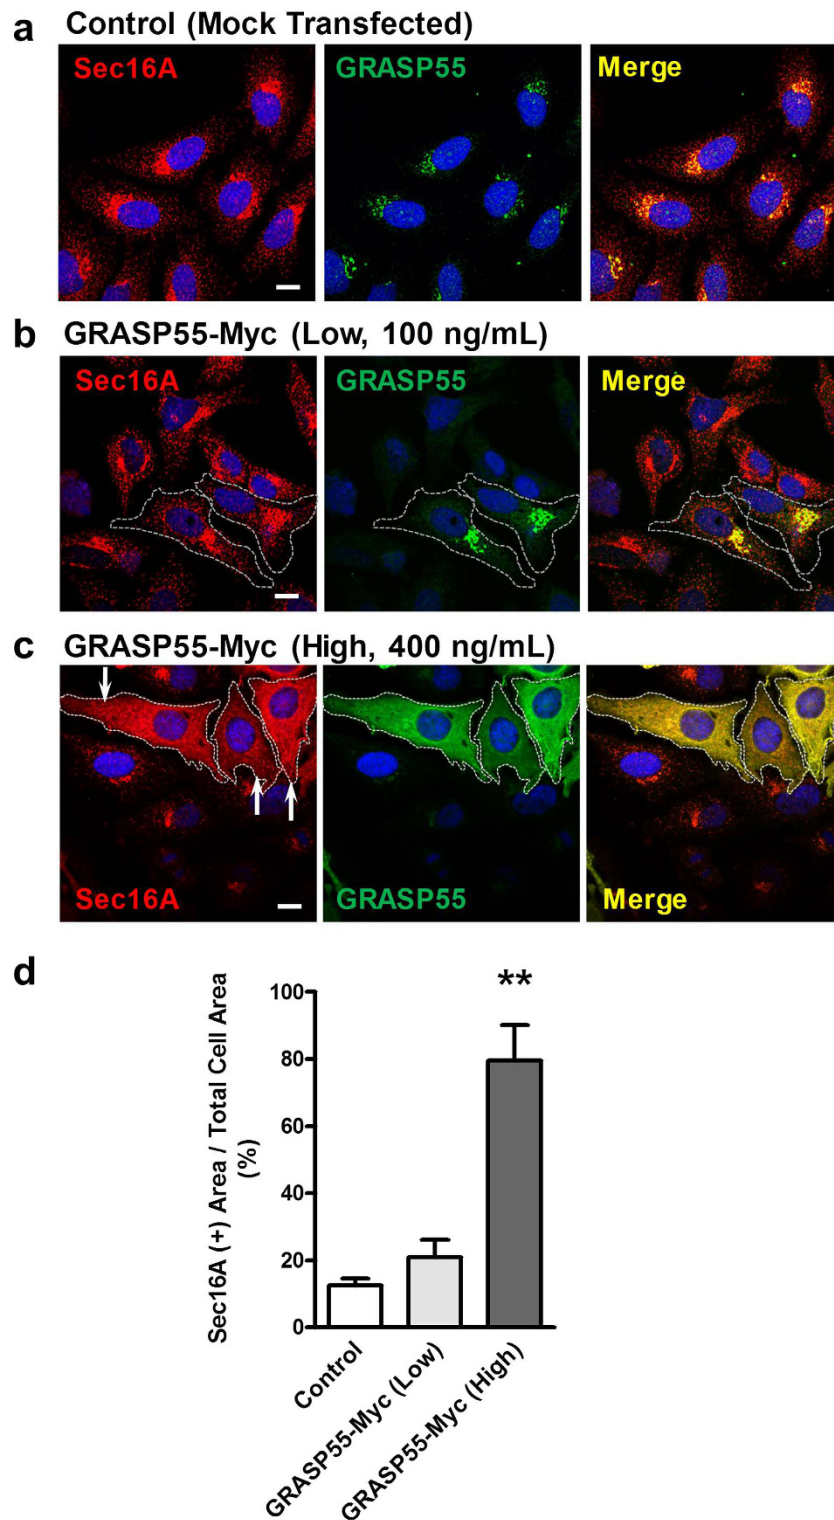 a Control (Mock Transfected)
Sec16A GRASP55 Merge
b GRASP55-Myc (Low, 100 ng/mL)
Sec16A GRASP55 Merge
c GRASP55-Myc (High, 400 ng/mL)
Sec16A GRASP55 Merge
d
Sec16A (+) Area / Total Cell Area
(%)
**
100
80
60
40
20
0
Control
GRASP55-Myc (Low)
GRASP55-Myc (High)